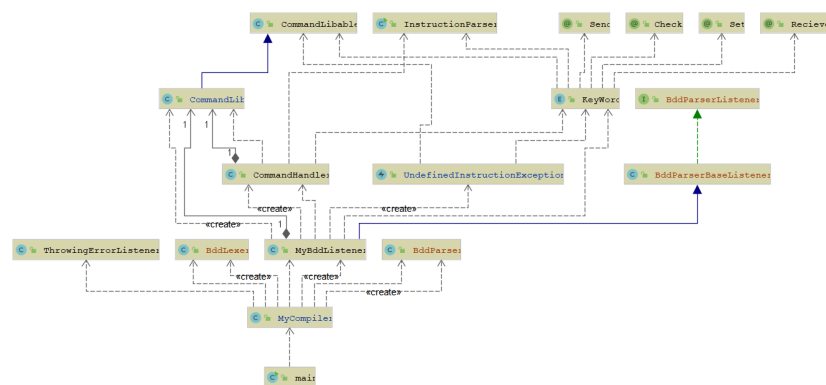 CommandLibable
InstructionParser
Send
Check
Set
Recieve
CommandLib
KeyWord
BddParserListener
1
1
1
CommandHandler
UndefinedInstructionException
BddParserBaseListener
«create»
«create»
«create»
1
ThrowingErrorListener
BddLexer
MyBddListener
BddParser
«create»
«create»
MyCompiler
main